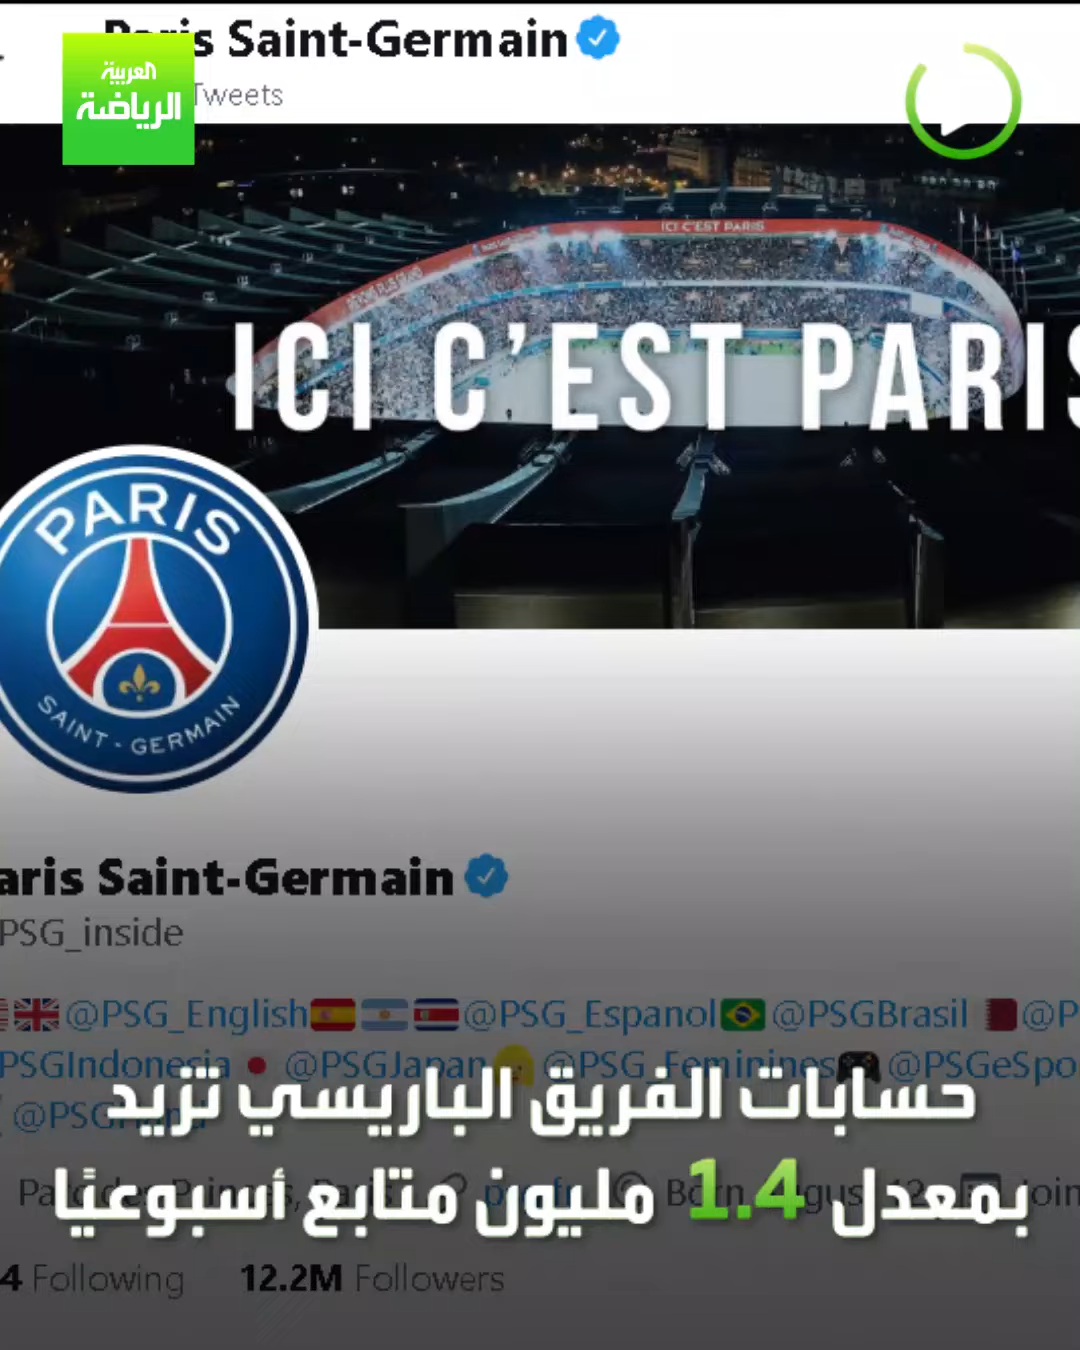 Saint-Germain
Tweets
العربية
الرياضة
ICI C'EST PARIS
ICI C'EST PARIS
PARIS
SAINT - GERMAIN
aris Saint-Germain
PSG_inside
@PSG_English @PSG_Espanol @PSGBrasil @P
PSGIndonesia @PSGJapan @PSG_Feminines @PSGeSpo
حسابات الفريق الباريسي تزيد
بمعدل 1.4 مليون متابع أسبوعيًا
4 Following 12.2M Followers